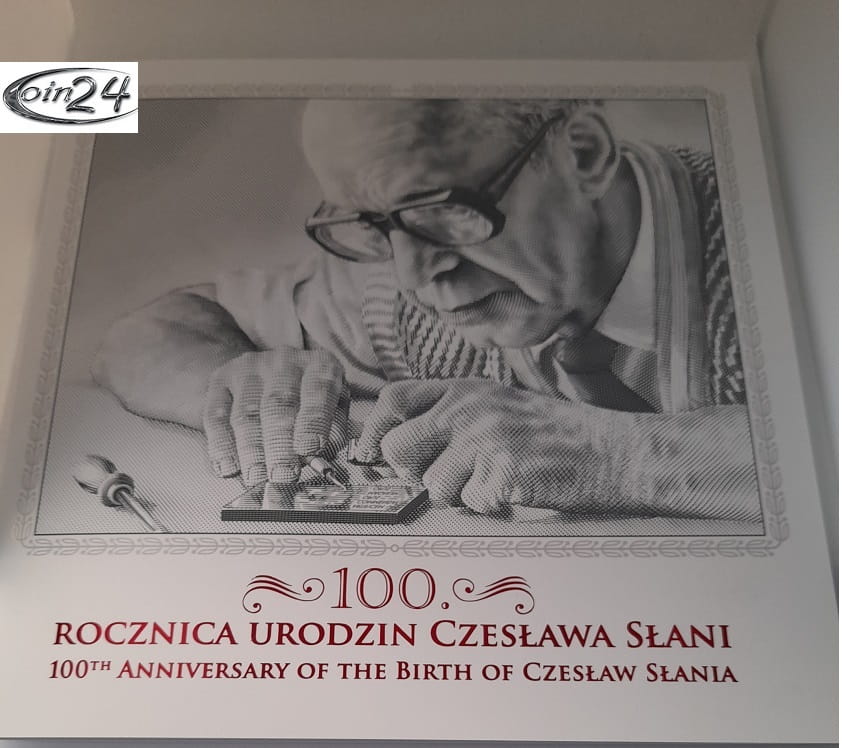 Coin24
100.
ROCZNICA URODZIN CZESŁAWA SŁANI
100TH ANNIVERSARY OF THE BIRTH OF CZESŁAW SŁANIA